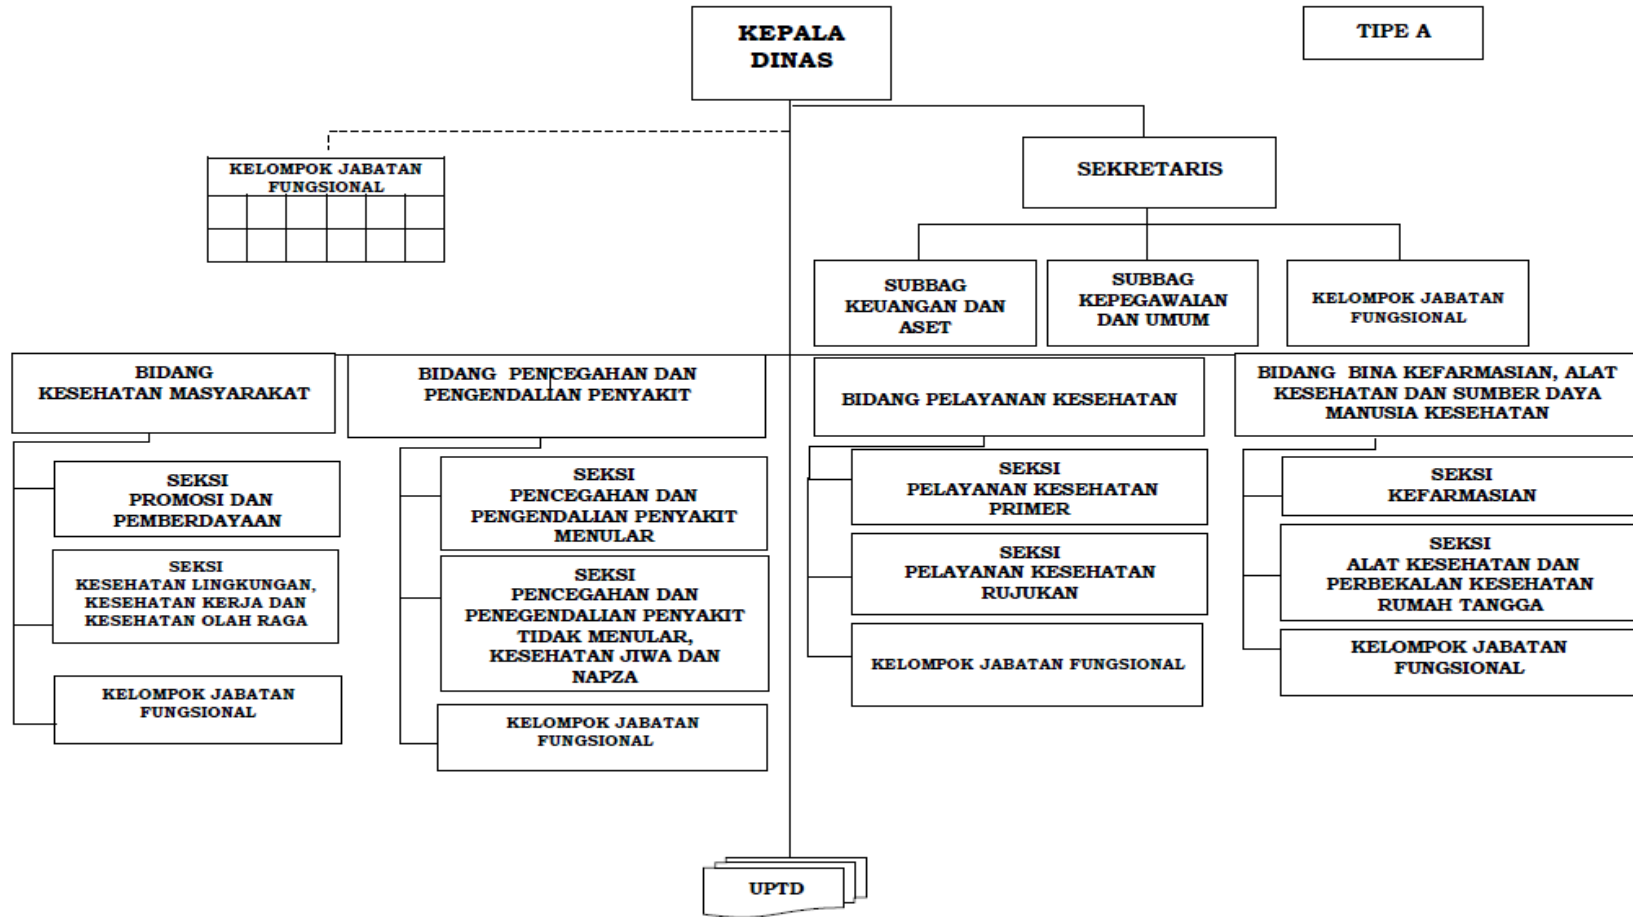 KEPALA
DINAS
TIPE A
KELOMPOK JABATAN
FUNGSIONAL
SEKRETARIS
SUBBAG
KEUANGAN DAN
ASET
SUBBAG
KEPEGAWAIAN
DAN UMUM
KELOMPOK JABATAN
FUNGSIONAL
BIDANG
KESEHATAN MASYARAKAT
BIDANG PENCEGAHAN DAN
PENGENDALIAN PENYAKIT
BIDANG PELAYANAN KESEHATAN
BIDANG BINA KEFARMASIAN, ALAT
KESEHATAN DAN SUMBER DAYA
MANUSIA KESEHATAN
SEKSI
PROMOSI DAN
PEMBERDAYAAN
SEKSI
KESEHATAN LINGKUNGAN,
KESEHATAN KERJA DAN
KESEHATAN OLAH RAGA
KELOMPOK JABATAN
FUNGSIONAL
SEKSI
PENCEGAHAN DAN
PENGENDALIAN PENYAKIT
MENULAR
SEKSI
PENCEGAHAN DAN
PENEGENDALIAN PENYAKIT
TIDAK MENULAR,
KESEHATAN JIWA DAN
NAPZA
KELOMPOK JABATAN
FUNGSIONAL
SEKSI
PELAYANAN KESEHATAN
PRIMER
SEKSI
PELAYANAN KESEHATAN
RUJUKAN
KELOMPOK JABATAN FUNGSIONAL
SEKSI
KEFARMASIAN
SEKSI
ALAT KESEHATAN DAN
PERBEKALAN KESEHATAN
RUMAH TANGGA
KELOMPOK JABATAN
FUNGSIONAL
UPTD